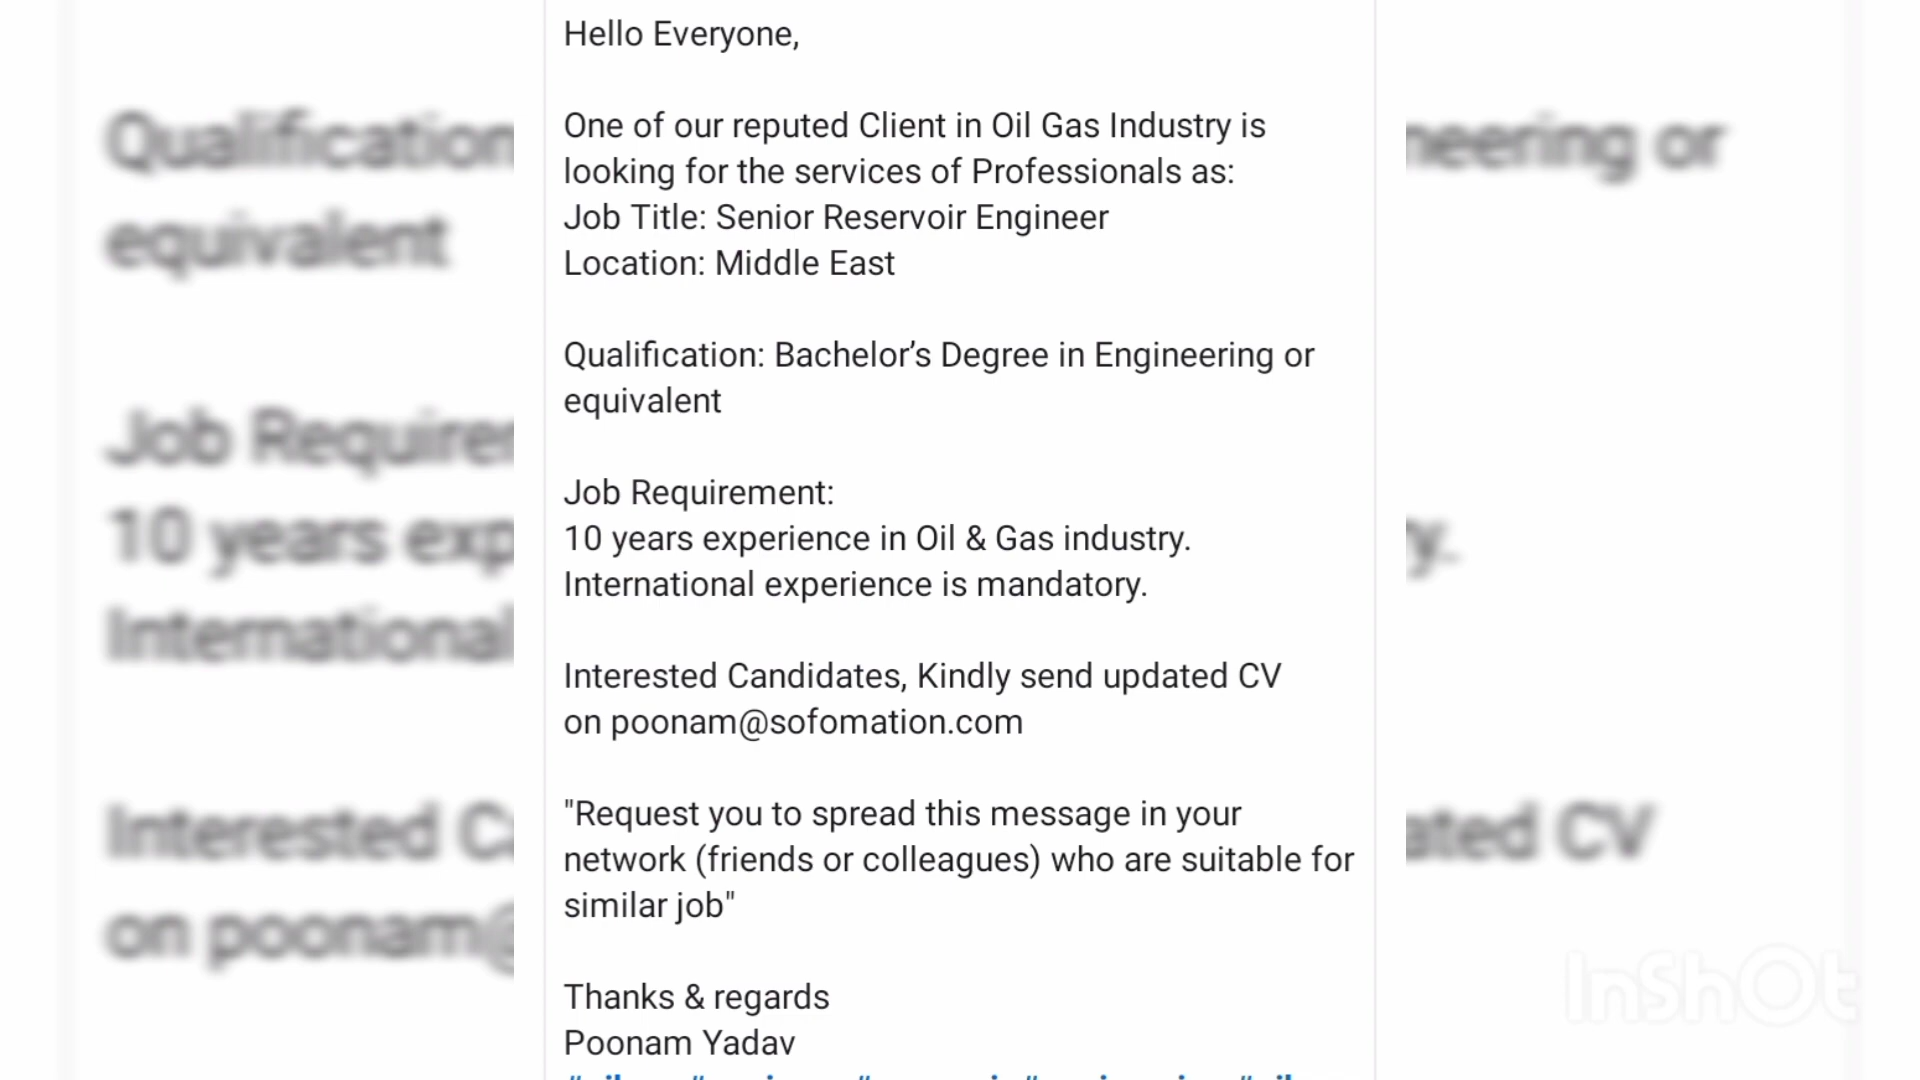 Hello Everyone,
One of our reputed Client in Oil Gas Industry is
looking for the services of Professionals as:
Job Title: Senior Reservoir Engineer
Location: Middle East
Qualification: Bachelor’s Degree in Engineering or
equivalent
Job Requirement:
10 years experience in Oil & Gas industry.
International experience is mandatory.
Interested Candidates, Kindly send updated CV
on poonam@sofomation.com
"Request you to spread this message in your
network (friends or colleagues) who are suitable for
similar job"
Thanks & regards
Poonam Yadav
InShOt